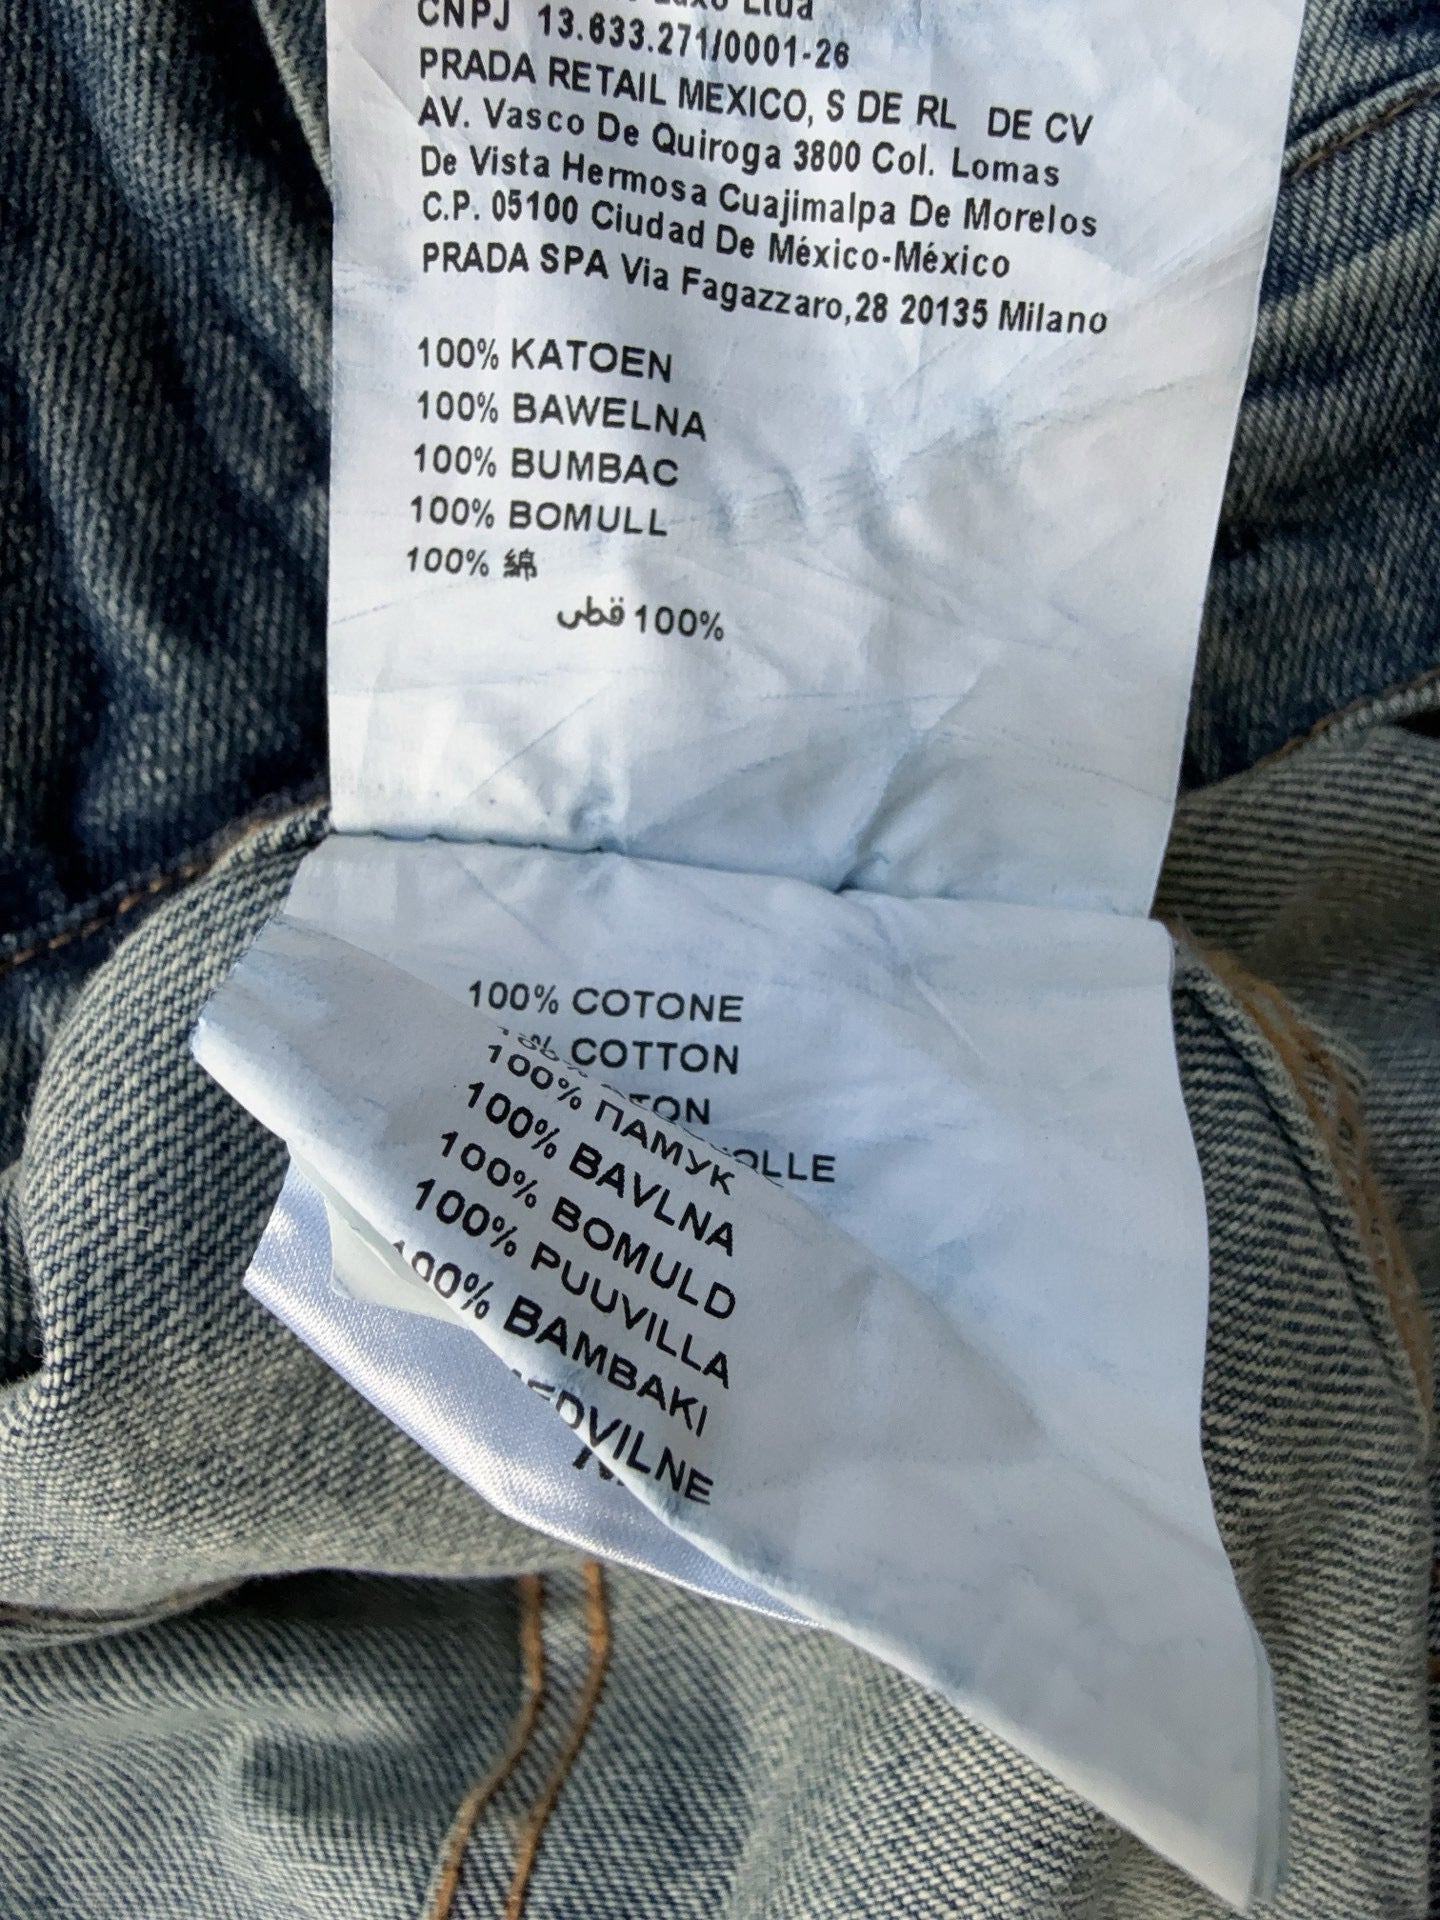 Ltda
CNPJ 13.633.271/0001-26
PRADA RETAIL MEXICO, S DE RL DE CV
AV. Vasco De Quiroga 3800 Col. Lomas
De Vista Hermosa Cuajimalpa De Morelos
C.P. 05100 Ciudad De México-México
PRADA SPA Via Fagazzaro,28 20135 Milano
100% KATOEN
100% BAWELNA
100% BUMBAC
100% BOMULL
100% 綿
100% قطن
100% COTONE
COTTON
100% ПАМУК
100% BAVLNA
100% BOMULD
100% PUUVILLA
100% BAMBAKI